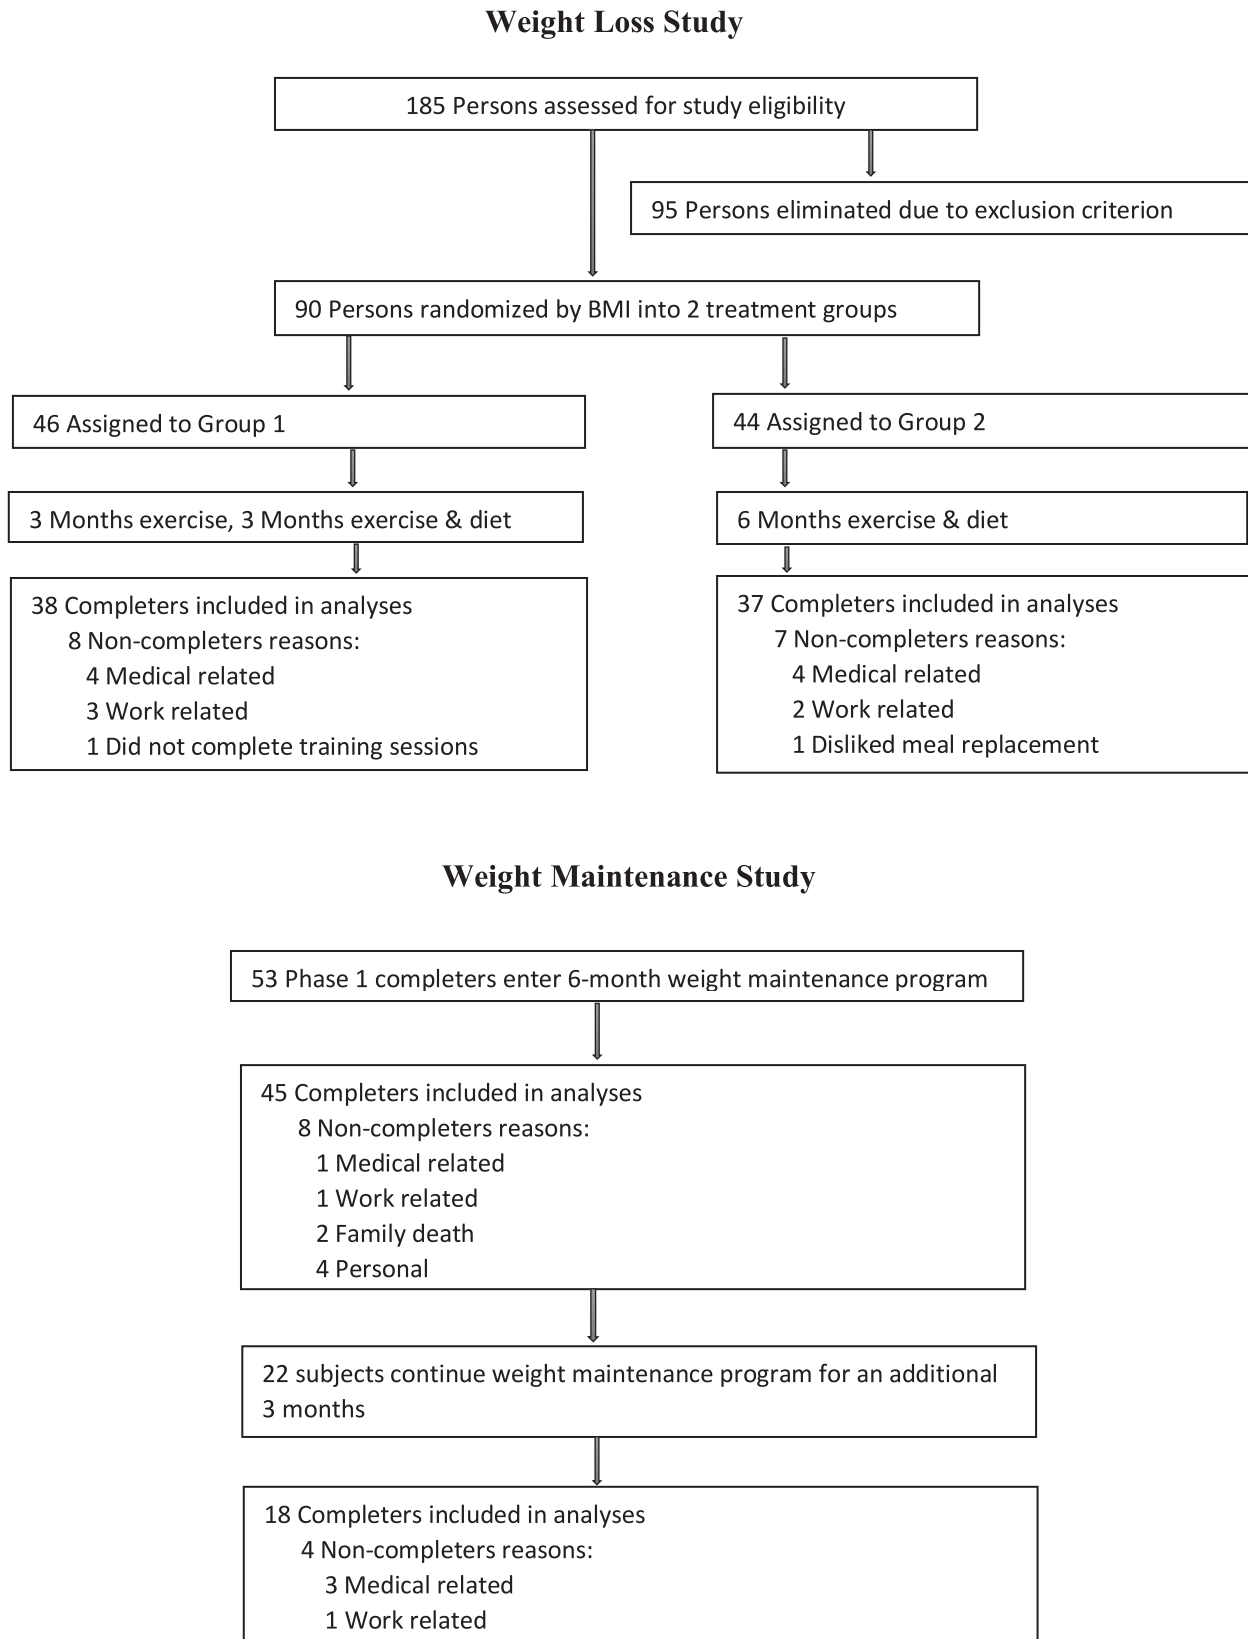 Weight Loss Study
185 Persons assessed for study eligibility
95 Persons eliminated due to exclusion criterion
90 Persons randomized by BMI into 2 treatment groups
46 Assigned to Group 1
44 Assigned to Group 2
3 Months exercise, 3 Months exercise & diet
6 Months exercise & diet
38 Completers included in analyses
8 Non-completers reasons:
4 Medical related
3 Work related
1 Did not complete training sessions
37 Completers included in analyses
7 Non-completers reasons:
4 Medical related
2 Work related
1 Disliked meal replacement
Weight Maintenance Study
53 Phase 1 completers enter 6-month weight maintenance program
45 Completers included in analyses
8 Non-completers reasons:
1 Medical related
1 Work related
2 Family death
4 Personal
22 subjects continue weight maintenance program for an additional
3 months
18 Completers included in analyses
4 Non-completers reasons:
3 Medical related
1 Work related